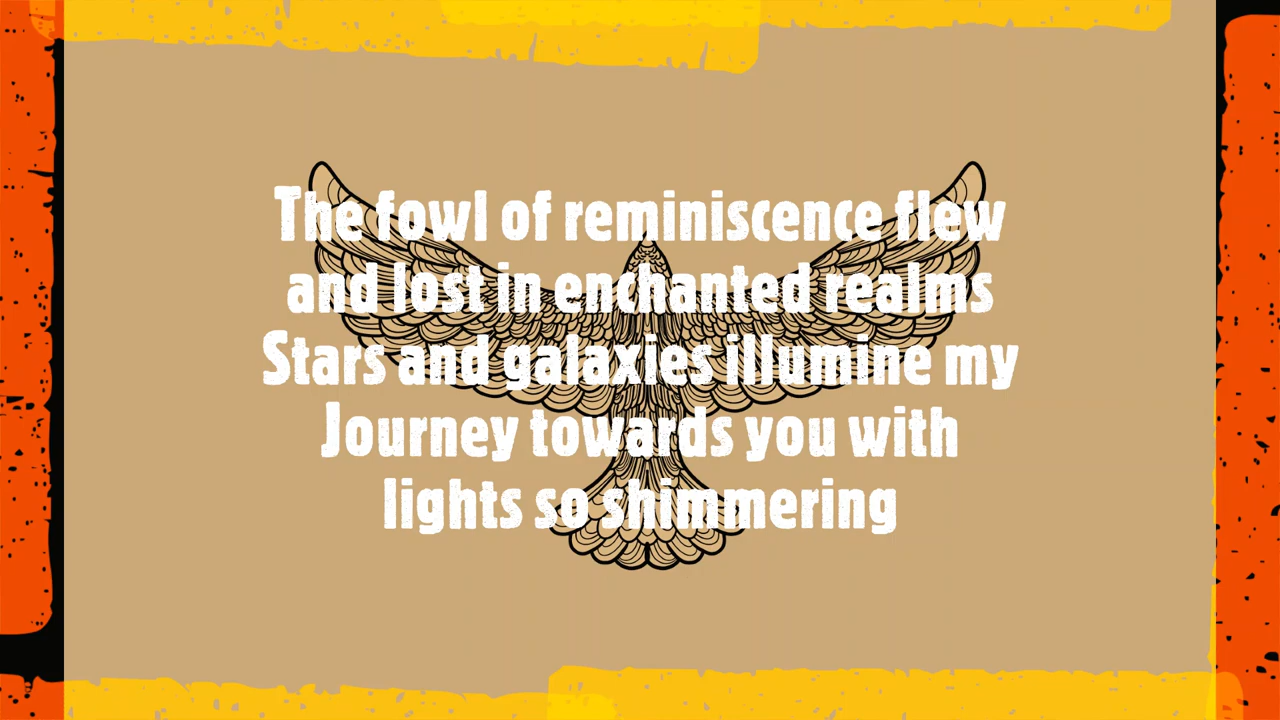 The fowl of reminiscence flew
and lost in enchanted realms
Stars and galaxies illumine my
Journey towards you with
lights so shimmering